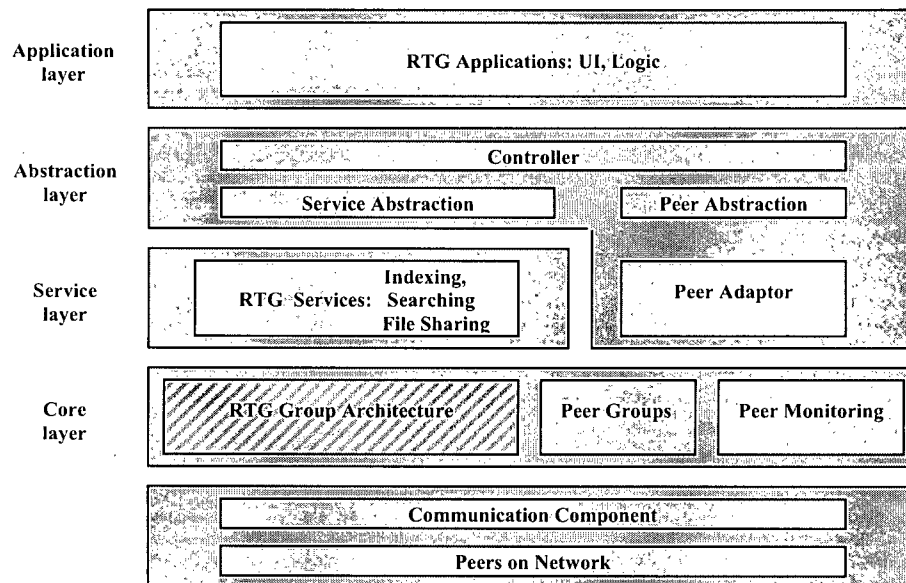 Application
layer
RTG Applications: UI, Logic
Abstraction
layer
Controller
Service Abstraction
Peer Abstraction
Service
layer
Indexing,
RTG Services: Searching
File Sharing
Peer Adaptor
Core
layer
RTG Group Architecture
Peer Groups
Peer Monitoring
Communication Component
Peers on Network